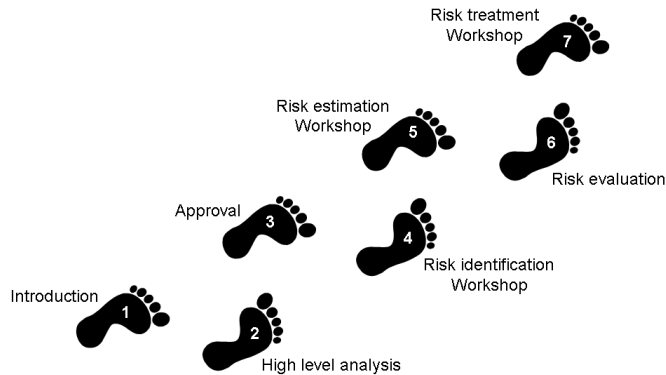 Risk treatment
Workshop
7
Risk estimation
Workshop
5
6
Risk evaluation
Approval
3
4
Risk identification
Workshop
Introduction
1
2
High level analysis